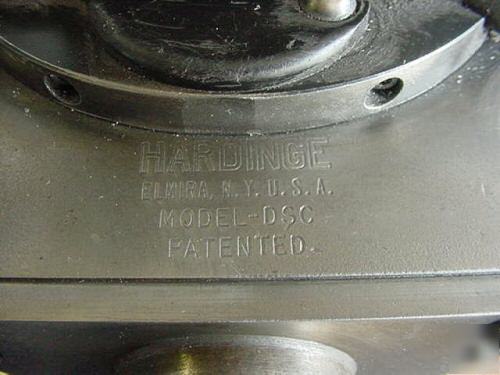 HARDINGE
ELMIRA, N.Y. U.S.A.
MODEL-DSC
PATENTED.